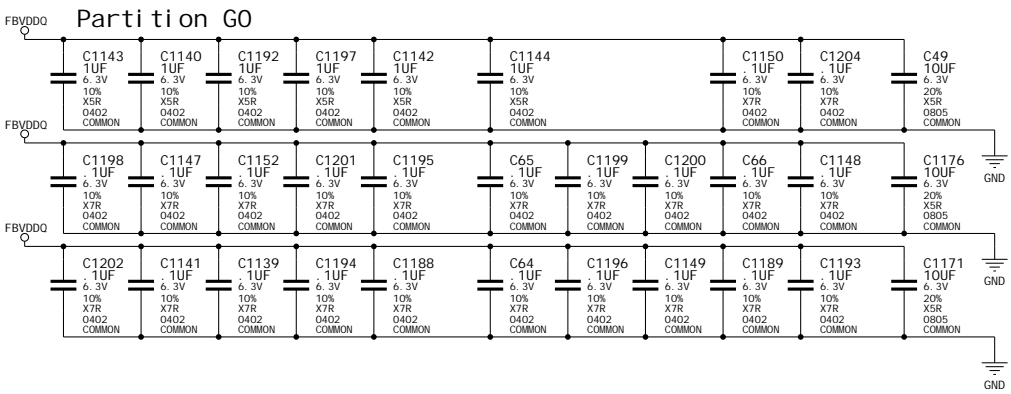 FBVDDQ Partition GO
C1143 C1140 C1192 C1197 C1142 C1144 C1150 C1204 C49
1UF 1UF 1UF 1UF 1UF 1UF .1UF .1UF 10UF
6.3V 6.3V 6.3V 6.3V 6.3V 6.3V 6.3V 6.3V 6.3V
10% 10% 10% 10% 10% 10% 10% 10% 20%
X5R X5R X5R X5R X5R X5R X7R X7R X5R
0402 0402 0402 0402 0402 0402 0402 0402 0805
COMMON COMMON COMMON COMMON COMMON COMMON COMMON COMMON COMMON
FBVDDQ
C1198 C1147 C1152 C1201 C1195 C65 C1199 C1200 C66 C1148 C1176
.1UF .1UF .1UF .1UF .1UF .1UF .1UF .1UF .1UF .1UF 10UF
6.3V 6.3V 6.3V 6.3V 6.3V 6.3V 6.3V 6.3V 6.3V 6.3V 6.3V GND
10% 10% 10% 10% 10% 10% 10% 10% 10% 10% 20%
X7R X7R X7R X7R X7R X7R X7R X7R X7R X7R X5R
0402 0402 0402 0402 0402 0402 0402 0402 0402 0402 0805
COMMON COMMON COMMON COMMON COMMON COMMON COMMON COMMON COMMON COMMON COMMON
FBVDDQ
C1202 C1141 C1139 C1194 C1188 C64 C1196 C1149 C1189 C1193 C1171
.1UF .1UF .1UF .1UF .1UF .1UF .1UF .1UF .1UF .1UF 10UF
6.3V 6.3V 6.3V 6.3V 6.3V 6.3V 6.3V 6.3V 6.3V 6.3V 6.3V GND
10% 10% 10% 10% 10% 10% 10% 10% 10% 10% 20%
X7R X7R X7R X7R X7R X7R X7R X7R X7R X7R X5R
0402 0402 0402 0402 0402 0402 0402 0402 0402 0402 0805
COMMON COMMON COMMON COMMON COMMON COMMON COMMON COMMON COMMON COMMON COMMON
GND